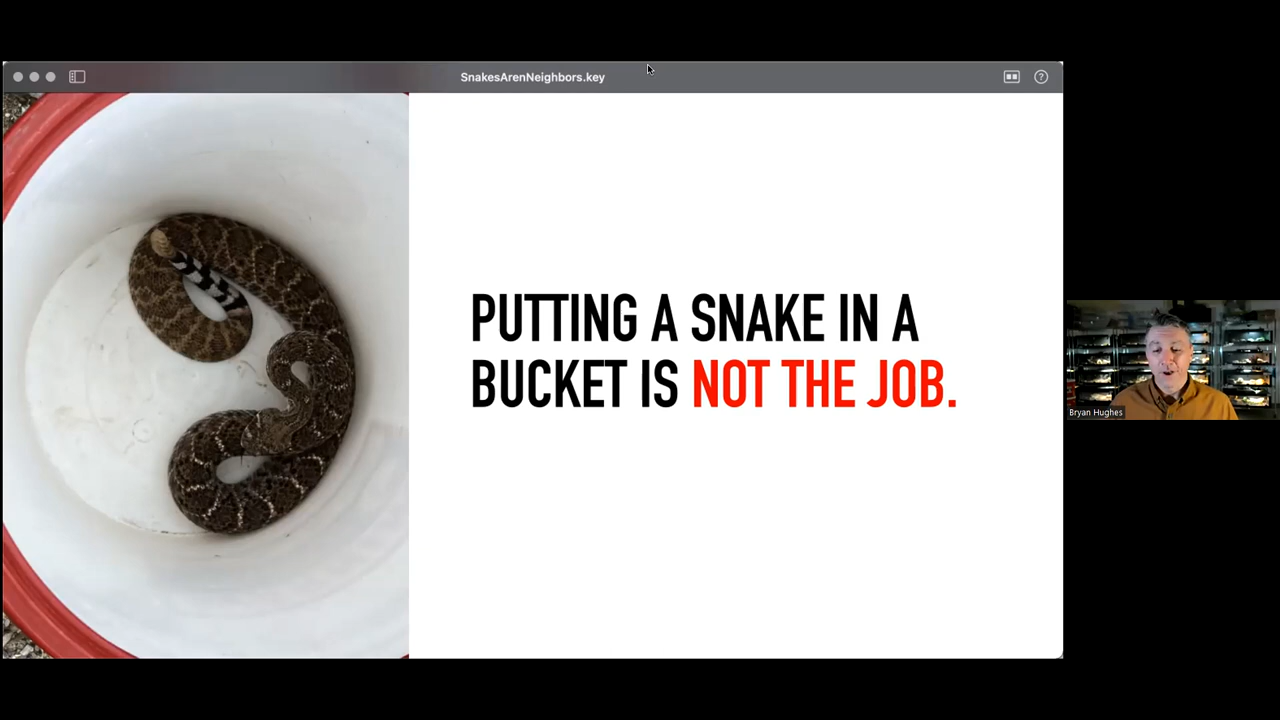 SnakesArenNeighbors.key
?
PUTTING A SNAKE IN A
BUCKET IS NOT THE JOB.
Bryan Hughes